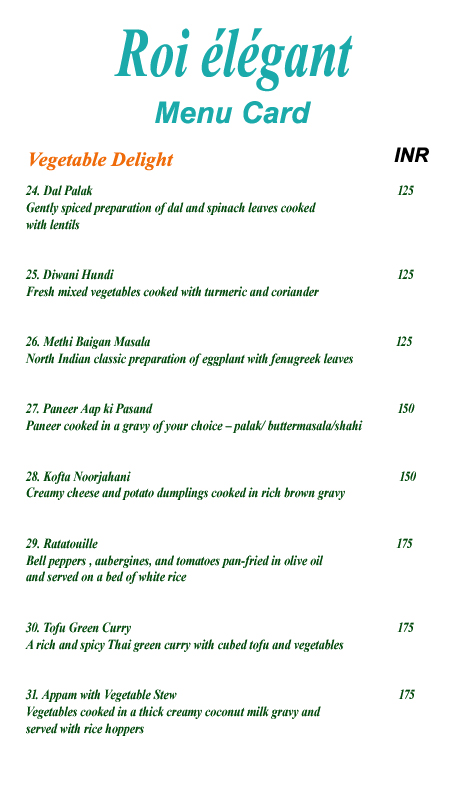 Roi élégant
Menu Card
Vegetable Delight INR
24. Dal Palak 125
Gently spiced preparation of dal and spinach leaves cooked
with lentils
25. Diwani Hundi 125
Fresh mixed vegetables cooked with turmeric and coriander
26. Methi Baigan Masala 125
North Indian classic preparation of eggplant with fenugreek leaves
27. Paneer Aap ki Pasand 150
Paneer cooked in a gravy of your choice – palak/ buttermasala/shahi
28. Kofta Noorjahani 150
Creamy cheese and potato dumplings cooked in rich brown gravy
29. Ratatouille 175
Bell peppers , aubergines, and tomatoes pan-fried in olive oil
and served on a bed of white rice
30. Tofu Green Curry 175
A rich and spicy Thai green curry with cubed tofu and vegetables
31. Appam with Vegetable Stew 175
Vegetables cooked in a thick creamy coconut milk gravy and
served with rice hoppers